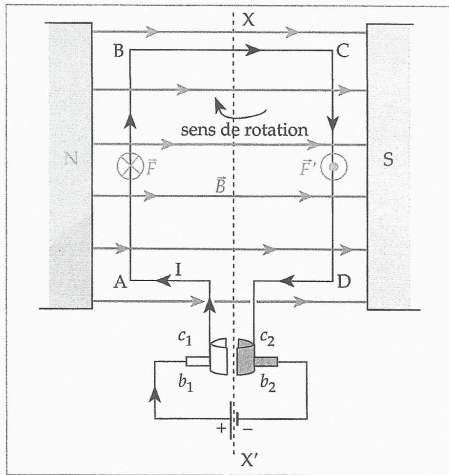 X
B C
sens de rotation
N S
F⃗ F⃗'
B⃗
A I D
c₁ c₂
b₁ b₂
+ −
X'